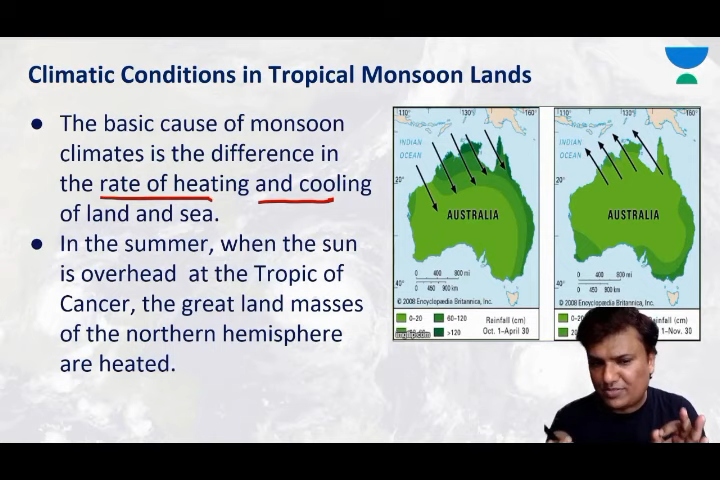 Climatic Conditions in Tropical Monsoon Lands
● The basic cause of monsoon
climates is the difference in
the rate of heating and cooling
of land and sea.
● In the summer, when the sun
is overhead at the Tropic of
Cancer, the great land masses
of the northern hemisphere
are heated.
110° 130° 160°
INDIAN
OCEAN
20°
AUSTRALIA
0 400 800 mi
0 450 900 km
40°
© 2008 Encyclopædia Britannica, Inc.
0-20 60-120 Rainfall (cm)
>120 Oct. 1–April 30
110° 130° 160°
INDIAN
OCEAN
20°
AUSTRALIA
0 400 800 mi
0 450 900 km
40°
© 2008 Encyclopædia Britannica, Inc.
0-20 Rainfall (cm)
1–Nov. 30